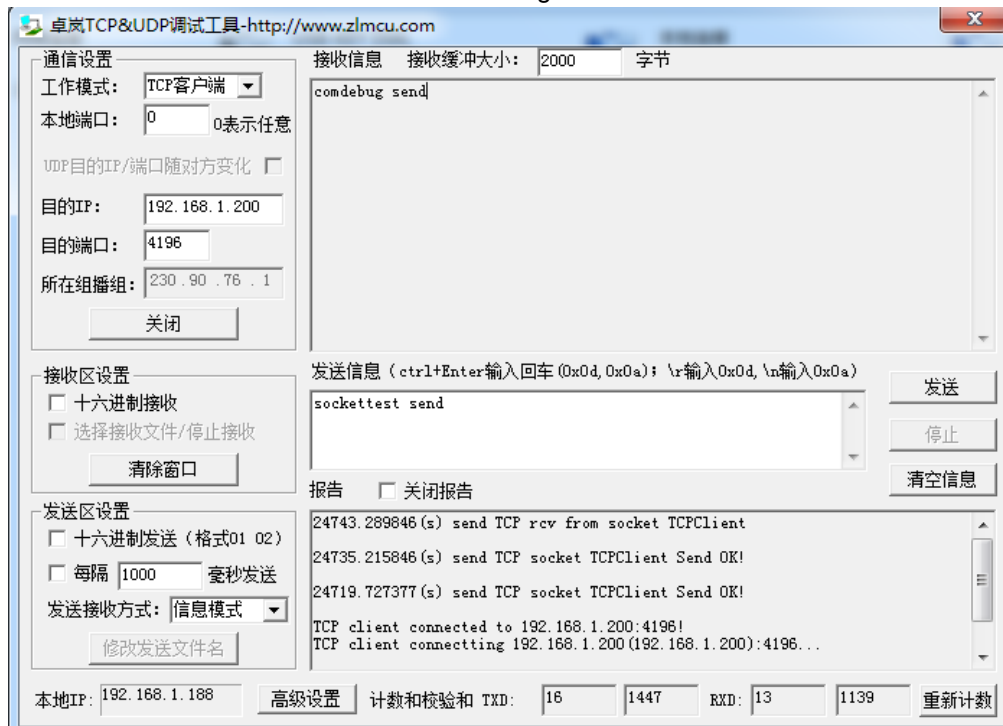 卓岚TCP&UDP调试工具-http://www.zlmcu.com
通信设置
工作模式： TCP客户端
本地端口： 0 0表示任意
UDP目的IP/端口随对方变化
目的IP： 192.168.1.200
目的端口： 4196
所在组播组： 230 .90 .76 . 1
关闭
接收区设置
十六进制接收
选择接收文件/停止接收
清除窗口
发送区设置
十六进制发送（格式01 02）
每隔 1000 毫秒发送
发送接收方式： 信息模式
修改发送文件名
接收信息 接收缓冲大小： 2000 字节
comdebug send
发送信息（ctrl+Enter输入回车(0x0d,0x0a)；\r输入0x0d,\n输入0x0a）
sockettest send
发送
停止
清空信息
报告 关闭报告
24743.289846(s) send TCP rcv from socket TCPClient
24735.215846(s) send TCP socket TCPClient Send OK!
24719.727377(s) send TCP socket TCPClient Send OK!
TCP client connected to 192.168.1.200:4196!
TCP client connectting 192.168.1.200(192.168.1.200):4196...
本地IP: 192.168.1.188 高级设置 计数和校验和 TXD: 16 1447 RXD: 13 1139 重新计数